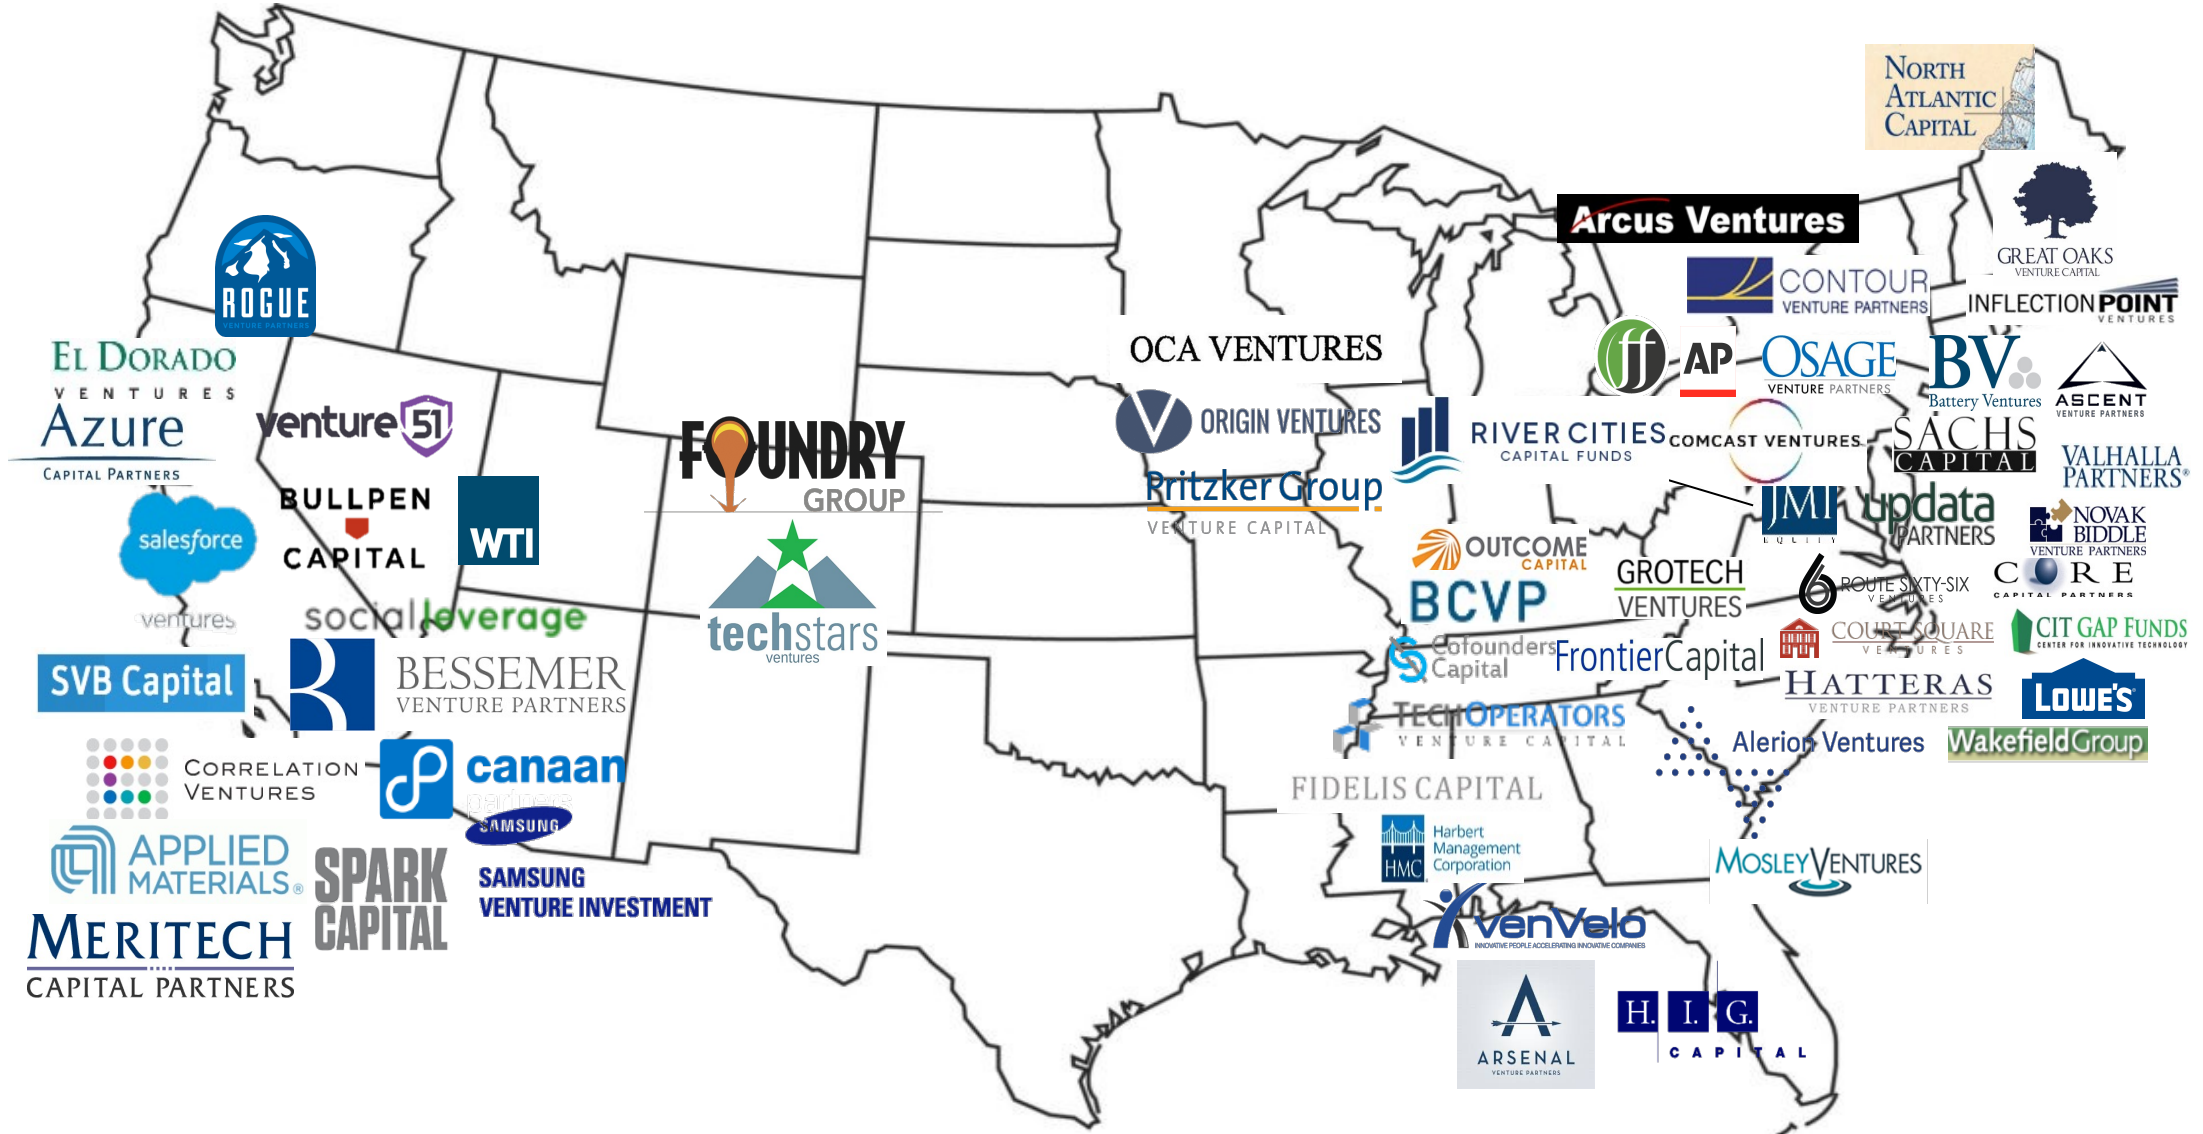 NORTH
ATLANTIC
CAPITAL
Arcus Ventures
GREAT OAKS
VENTURE CAPITAL
ROGUE
VENTURE PARTNERS
CONTOUR
VENTURE PARTNERS
INFLECTION POINT
VENTURES
OCA VENTURES
EL DORADO
VENTURES
ff
AP
OSAGE
VENTURE PARTNERS
BV
Battery Ventures
ASCENT
VENTURE PARTNERS
AZURE
CAPITAL PARTNERS
venture 51
FOUNDRY
GROUP
V ORIGIN VENTURES
RIVER CITIES
CAPITAL FUNDS
COMCAST VENTURES
SACHS
CAPITAL
VALHALLA
PARTNERS®
BULLPEN
CAPITAL
WTI
Pritzker Group
VENTURE CAPITAL
JMI
EQUITY
updata
PARTNERS
NOVAK
BIDDLE
VENTURE PARTNERS
salesforce
ventures
OUTCOME
CAPITAL
GROTECH
VENTURES
6 ROUTE SIXTY-SIX
VENTURES
CORE
CAPITAL PARTNERS
BCVP
socialleverage
techstars
ventures
Cofounders
Capital
FrontierCapital
COURT SQUARE
VENTURES
CIT GAP FUNDS
CENTER FOR INNOVATIVE TECHNOLOGY
SVB Capital
BESSEMER
VENTURE PARTNERS
HATTERAS
VENTURE PARTNERS
LOWE'S
TECHOPERATORS
VENTURE CAPITAL
Alerion Ventures
WakefieldGroup
CORRELATION
VENTURES
canaan
partners
FIDELIS CAPITAL
SAMSUNG
SAMSUNG
VENTURE INVESTMENT
HMC
Harbert
Management
Corporation
APPLIED
MATERIALS®
SPARK
CAPITAL
MOSLEY VENTURES
MERITECH
CAPITAL PARTNERS
venVelo
INNOVATIVE PEOPLE ACCELERATING INNOVATIVE COMPANIES
ARSENAL
VENTURE PARTNERS
H. I. G.
CAPITAL